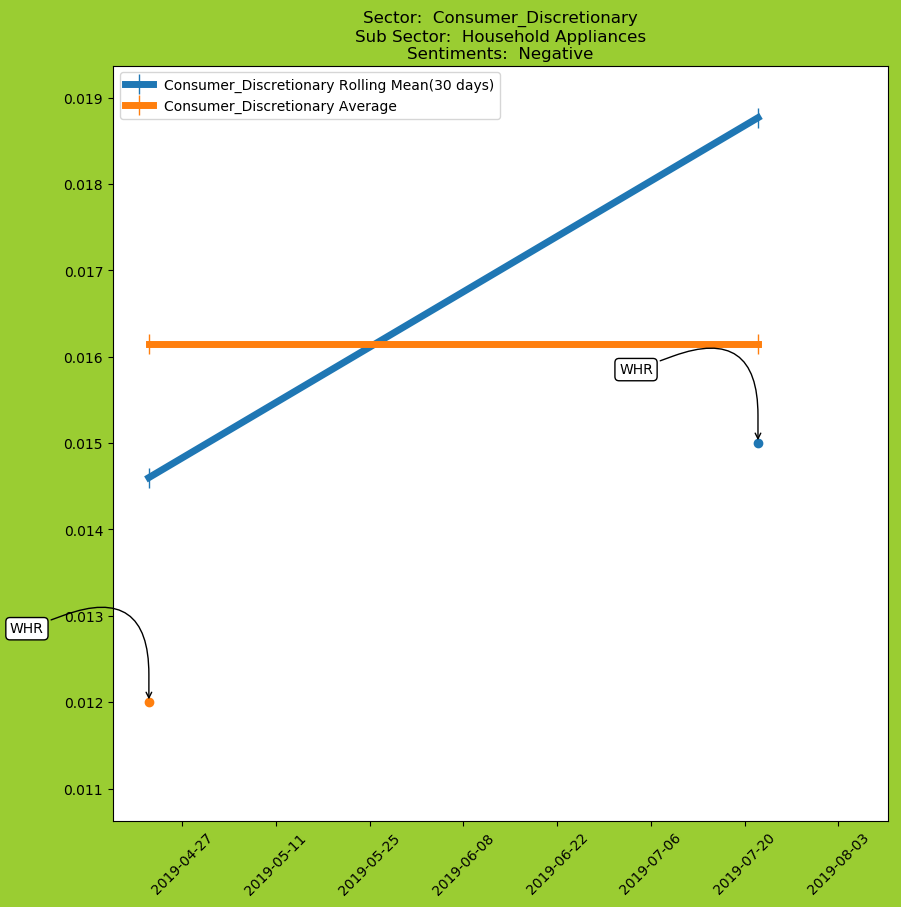 Sector:  Consumer_Discretionary
Sub Sector:  Household Appliances
Sentiments:  Negative
Consumer_Discretionary Rolling Mean(30 days)
Consumer_Discretionary Average
0.019
0.018
0.017
0.016
WHR
0.015
0.014
0.013
WHR
0.012
0.011
2019-04-27
2019-05-11
2019-05-25
2019-06-08
2019-06-22
2019-07-06
2019-07-20
2019-08-03